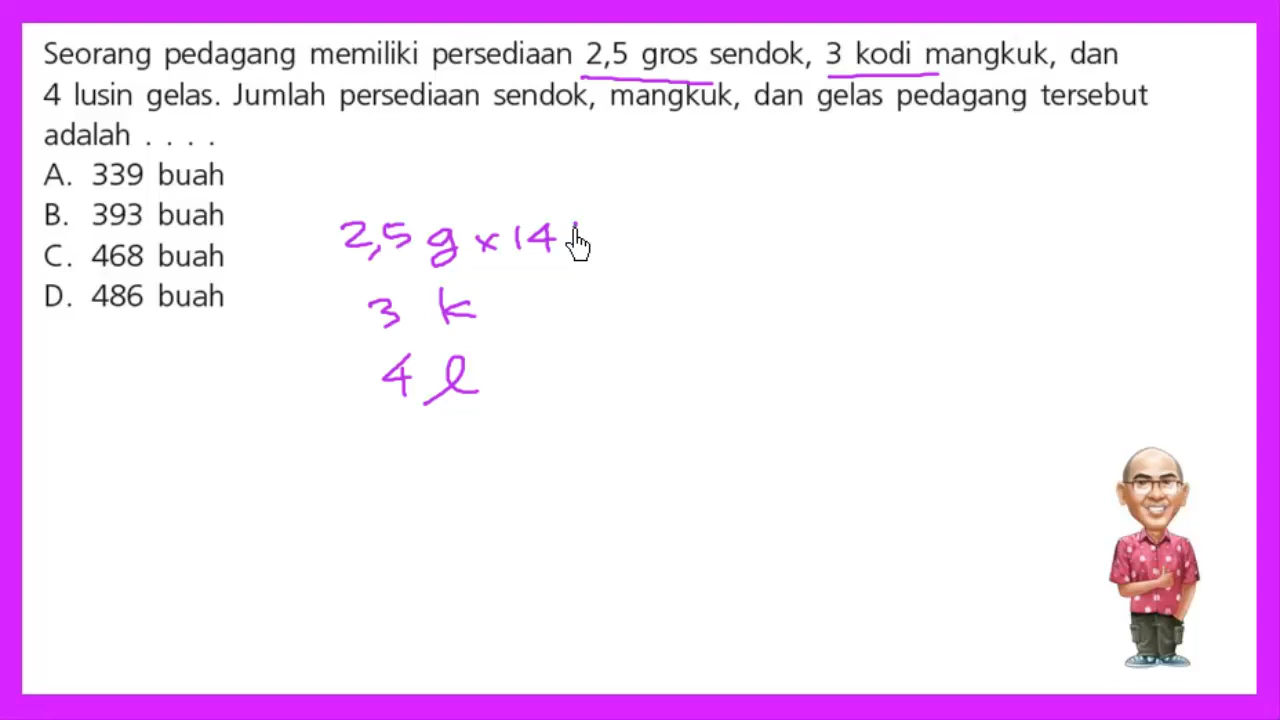 Seorang pedagang memiliki persediaan 2,5 gros sendok, 3 kodi mangkuk, dan
4 lusin gelas. Jumlah persediaan sendok, mangkuk, dan gelas pedagang tersebut
adalah . . . .
A. 339 buah
B. 393 buah
C. 468 buah
D. 486 buah
2,5 g x 14
3 k
4 l